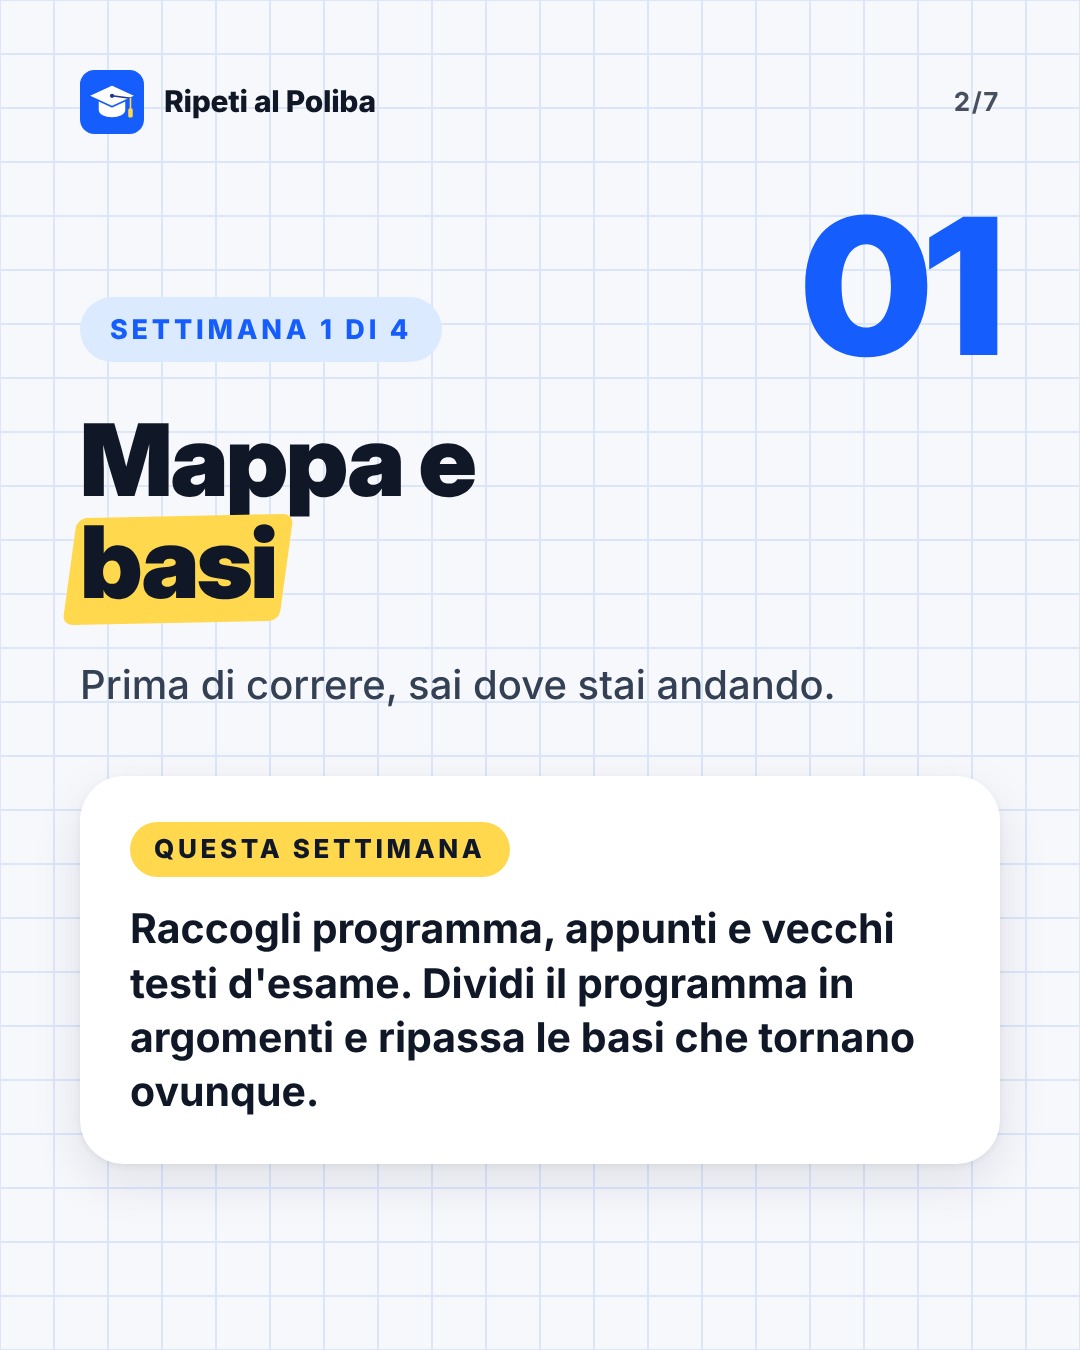 Ripeti al Poliba
2/7
01
SETTIMANA 1 DI 4
Mappa e
basi
Prima di correre, sai dove stai andando.
QUESTA SETTIMANA
Raccogli programma, appunti e vecchi
testi d'esame. Dividi il programma in
argomenti e ripassa le basi che tornano
ovunque.